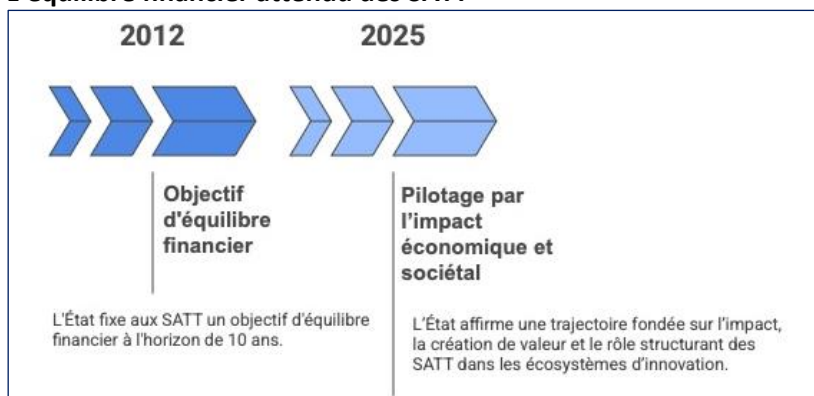 2012
2025
Objectif
d'équilibre
financier
L'État fixe aux SATT un objectif d'équilibre
financier à l'horizon de 10 ans.
Pilotage par
l'impact
économique et
sociétal
L'État affirme une trajectoire fondée sur l'impact,
la création de valeur et le rôle structurant des
SATT dans les écosystèmes d'innovation.